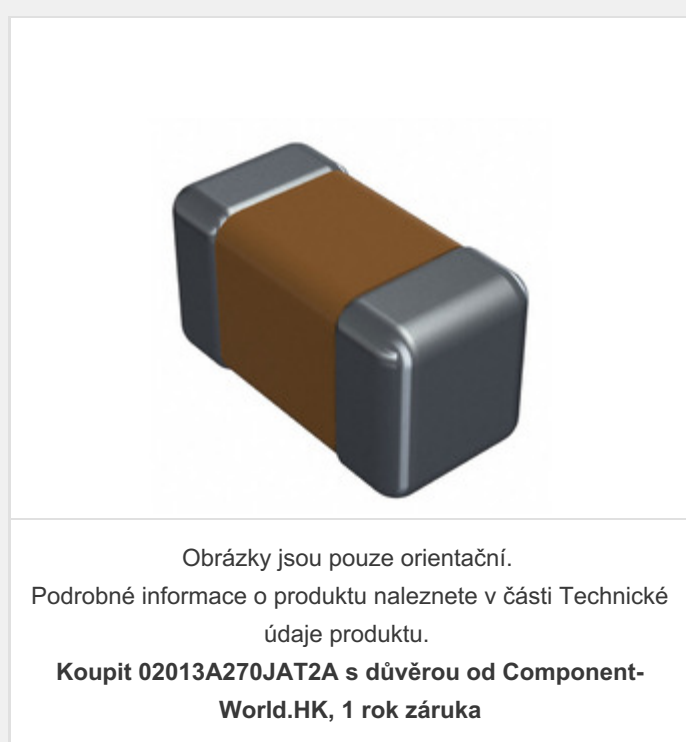 Obrázky jsou pouze orientační.
Podrobné informace o produktu naleznete v části Technické
údaje produktu.
Koupit 02013A270JAT2A s důvěrou od Component-
World.HK, 1 rok záruka